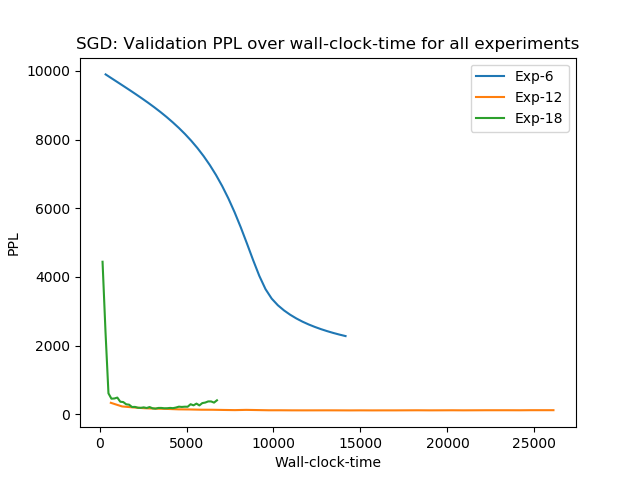 SGD: Validation PPL over wall-clock-time for all experiments
Exp-6
Exp-12
Exp-18
10000
8000
6000
4000
2000
0
PPL
0 5000 10000 15000 20000 25000
Wall-clock-time